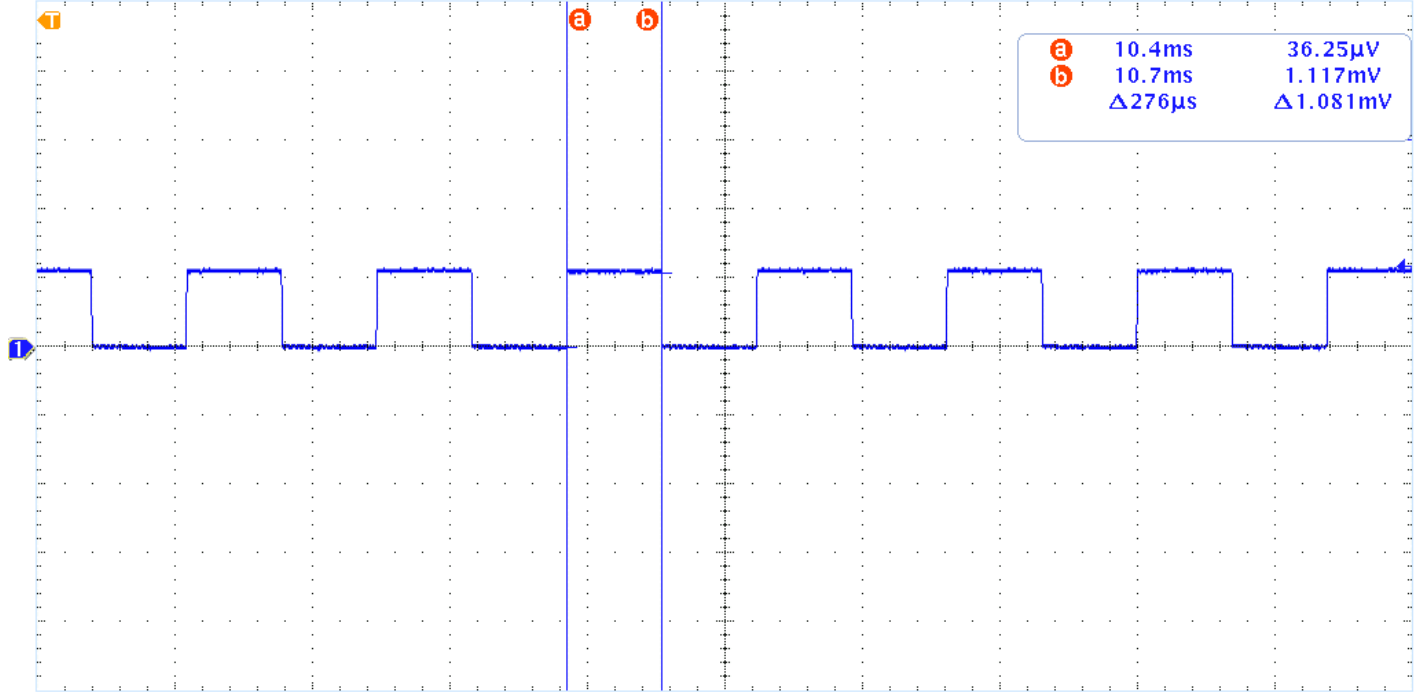 T
a b
a 10.4ms 36.25µV
b 10.7ms 1.117mV
Δ276µs Δ1.081mV
1